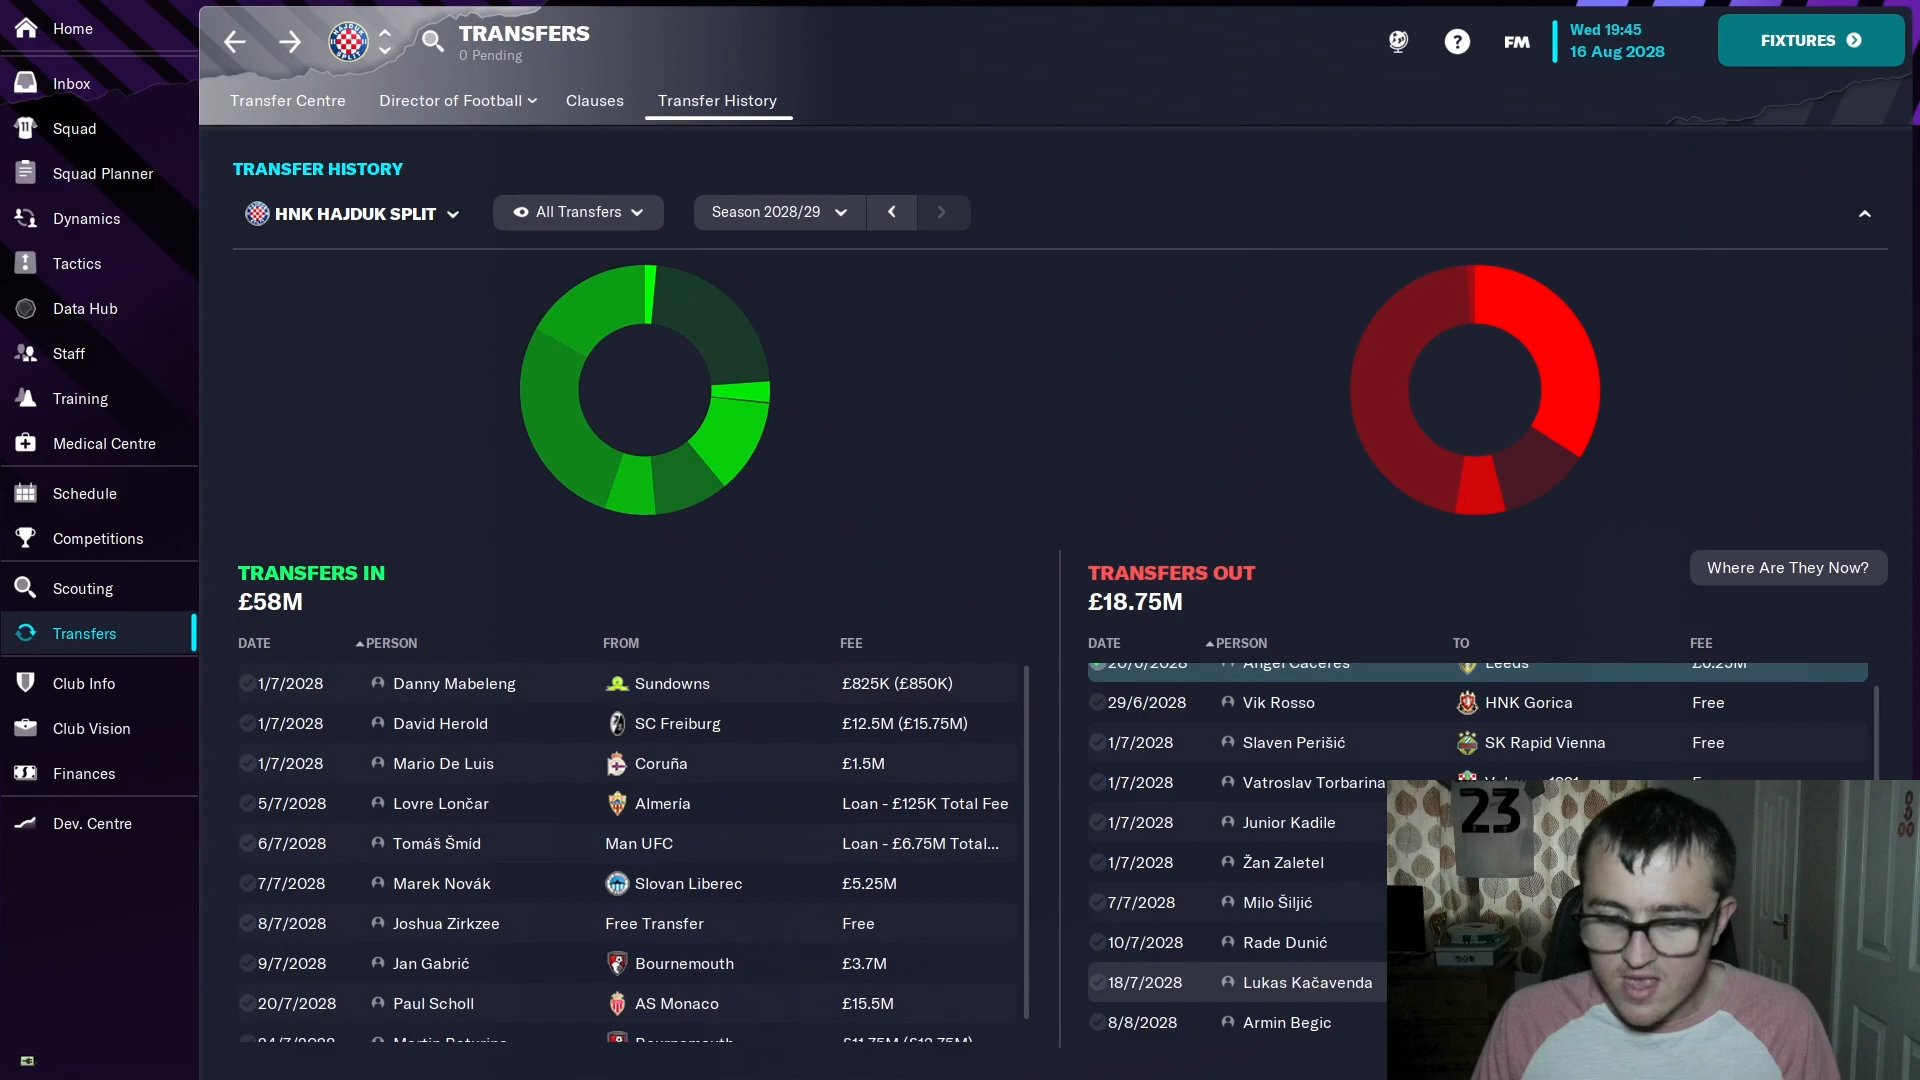 Home
Inbox
Squad
Squad Planner
Dynamics
Tactics
Data Hub
Staff
Training
Medical Centre
Schedule
Competitions
Scouting
Transfers
Club Info
Club Vision
Finances
Dev. Centre
TRANSFERS
0 Pending
FM
Wed 19:45
16 Aug 2028
FIXTURES
Transfer Centre Director of Football Clauses Transfer History
TRANSFER HISTORY
HNK HAJDUK SPLIT All Transfers Season 2028/29
TRANSFERS IN
£58M
DATE PERSON FROM FEE
1/7/2028 Danny Mabeleng Sundowns £825K (£850K)
1/7/2028 David Herold SC Freiburg £12.5M (£15.75M)
1/7/2028 Mario De Luis Coruña £1.5M
5/7/2028 Lovre Lončar Almería Loan - £125K Total Fee
6/7/2028 Tomáš Šmíd Man UFC Loan - £6.75M Total...
7/7/2028 Marek Novák Slovan Liberec £5.25M
8/7/2028 Joshua Zirkzee Free Transfer Free
9/7/2028 Jan Gabrić Bournemouth £3.7M
20/7/2028 Paul Scholl AS Monaco £15.5M
TRANSFERS OUT
£18.75M
Where Are They Now?
DATE PERSON TO FEE
Angel Caceres Leeds
29/6/2028 Vik Rosso HNK Gorica Free
1/7/2028 Slaven Perišić SK Rapid Vienna Free
1/7/2028 Vatroslav Torbarina
1/7/2028 Junior Kadile
1/7/2028 Žan Zaletel
7/7/2028 Milo Šiljić
10/7/2028 Rade Dunić
18/7/2028 Lukas Kačavenda
8/8/2028 Armin Begic
23